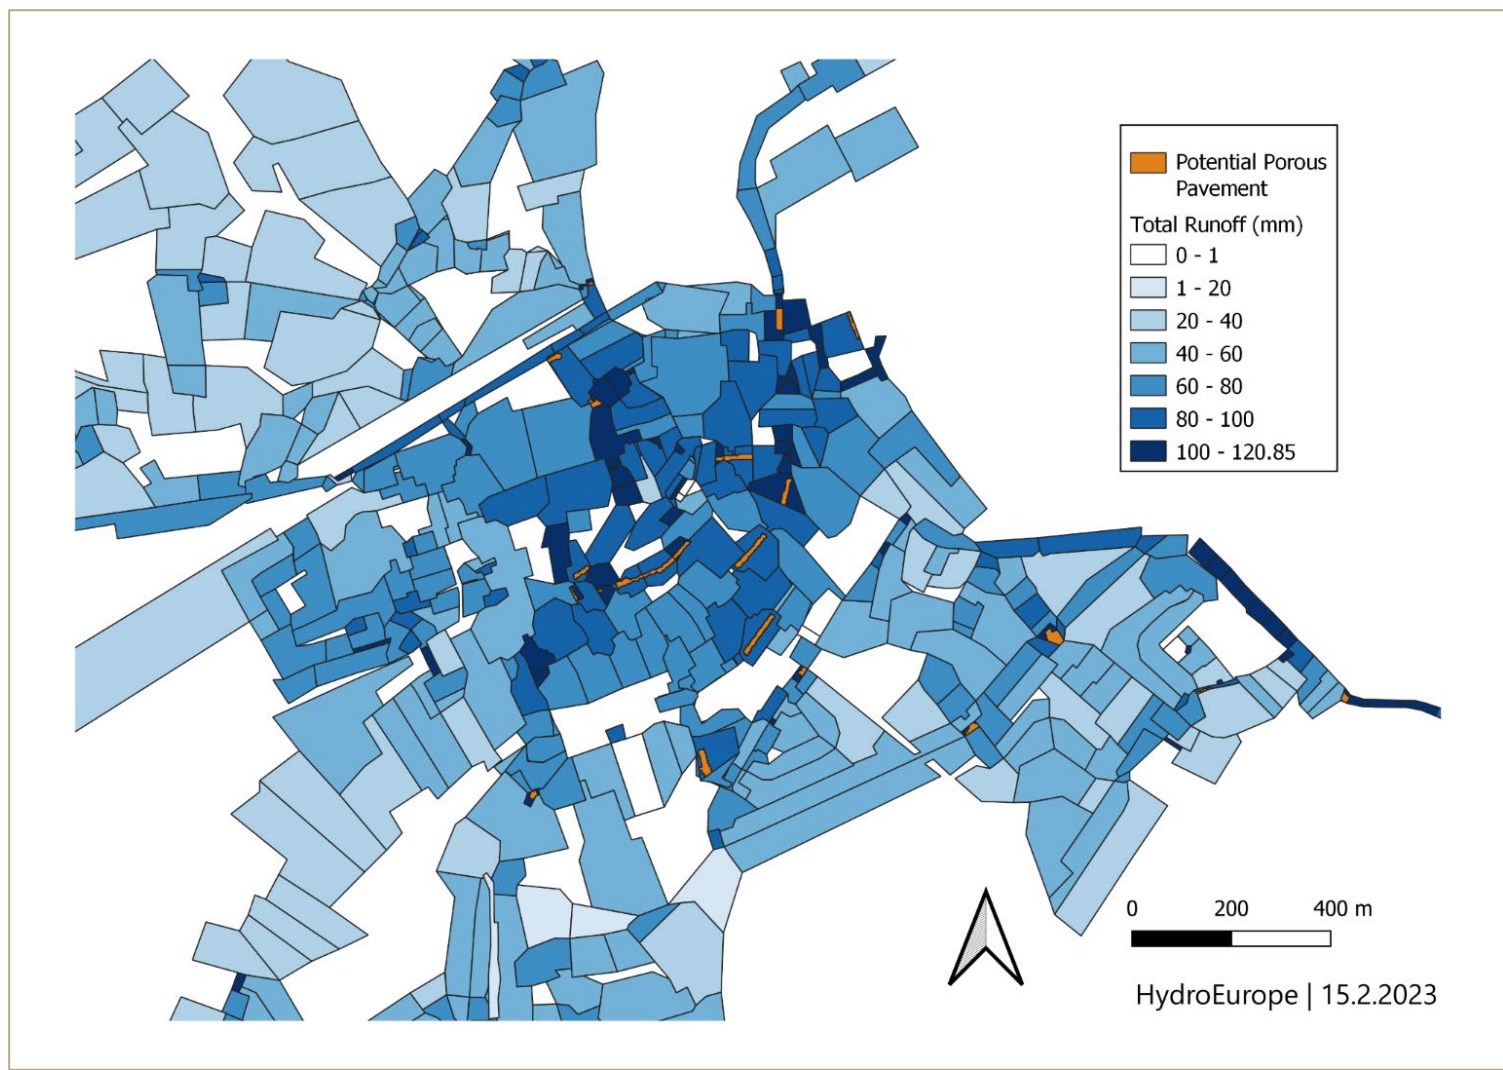 Potential Porous
Pavement
Total Runoff (mm)
0 - 1
1 - 20
20 - 40
40 - 60
60 - 80
80 - 100
100 - 120.85
0 200 400 m
HydroEurope | 15.2.2023